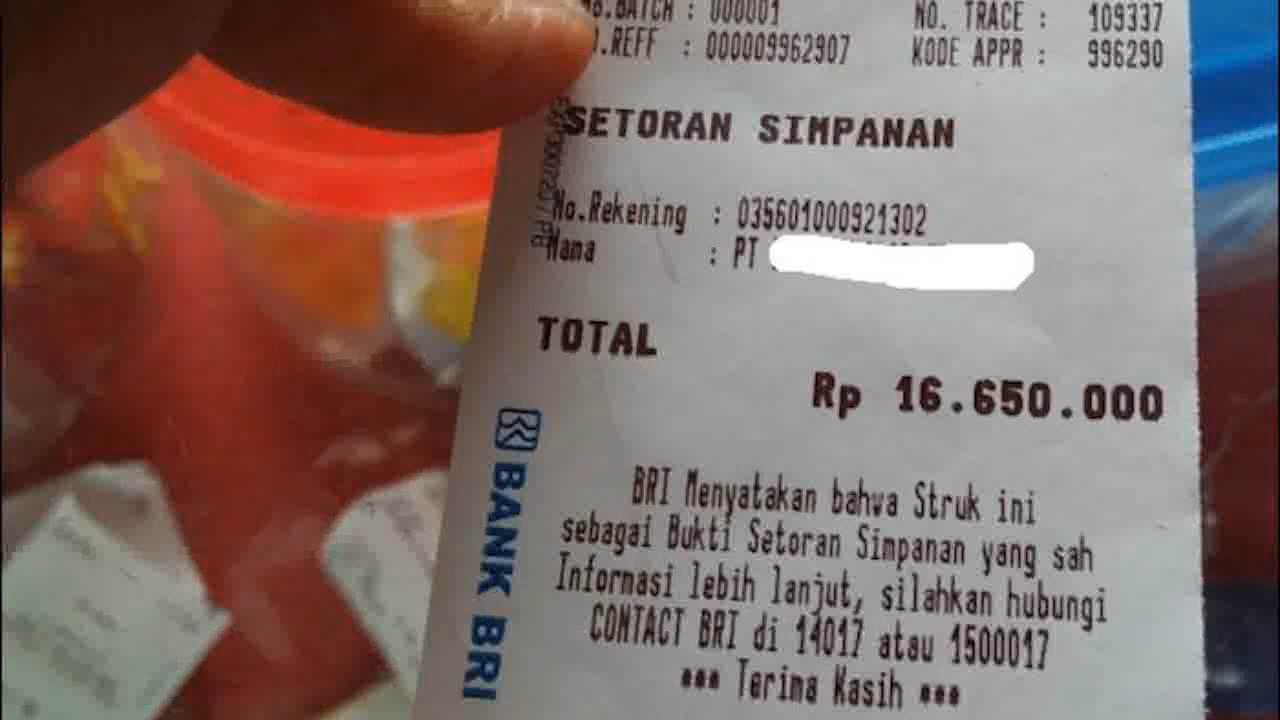 .BATCH : 000001 NO. TRACE : 109337
.REFF : 000009962907 KODE APPR : 996290
SETORAN SIMPANAN
No.Rekening : 035601000921302
Nama : PT
TOTAL
Rp 16.650.000
BRI Menyatakan bahwa Struk ini
sebagai Bukti Setoran Simpanan yang sah
Informasi lebih lanjut, silahkan hubungi
CONTACT BRI di 14017 atau 1500017
*** Terima Kasih ***
BANK BRI